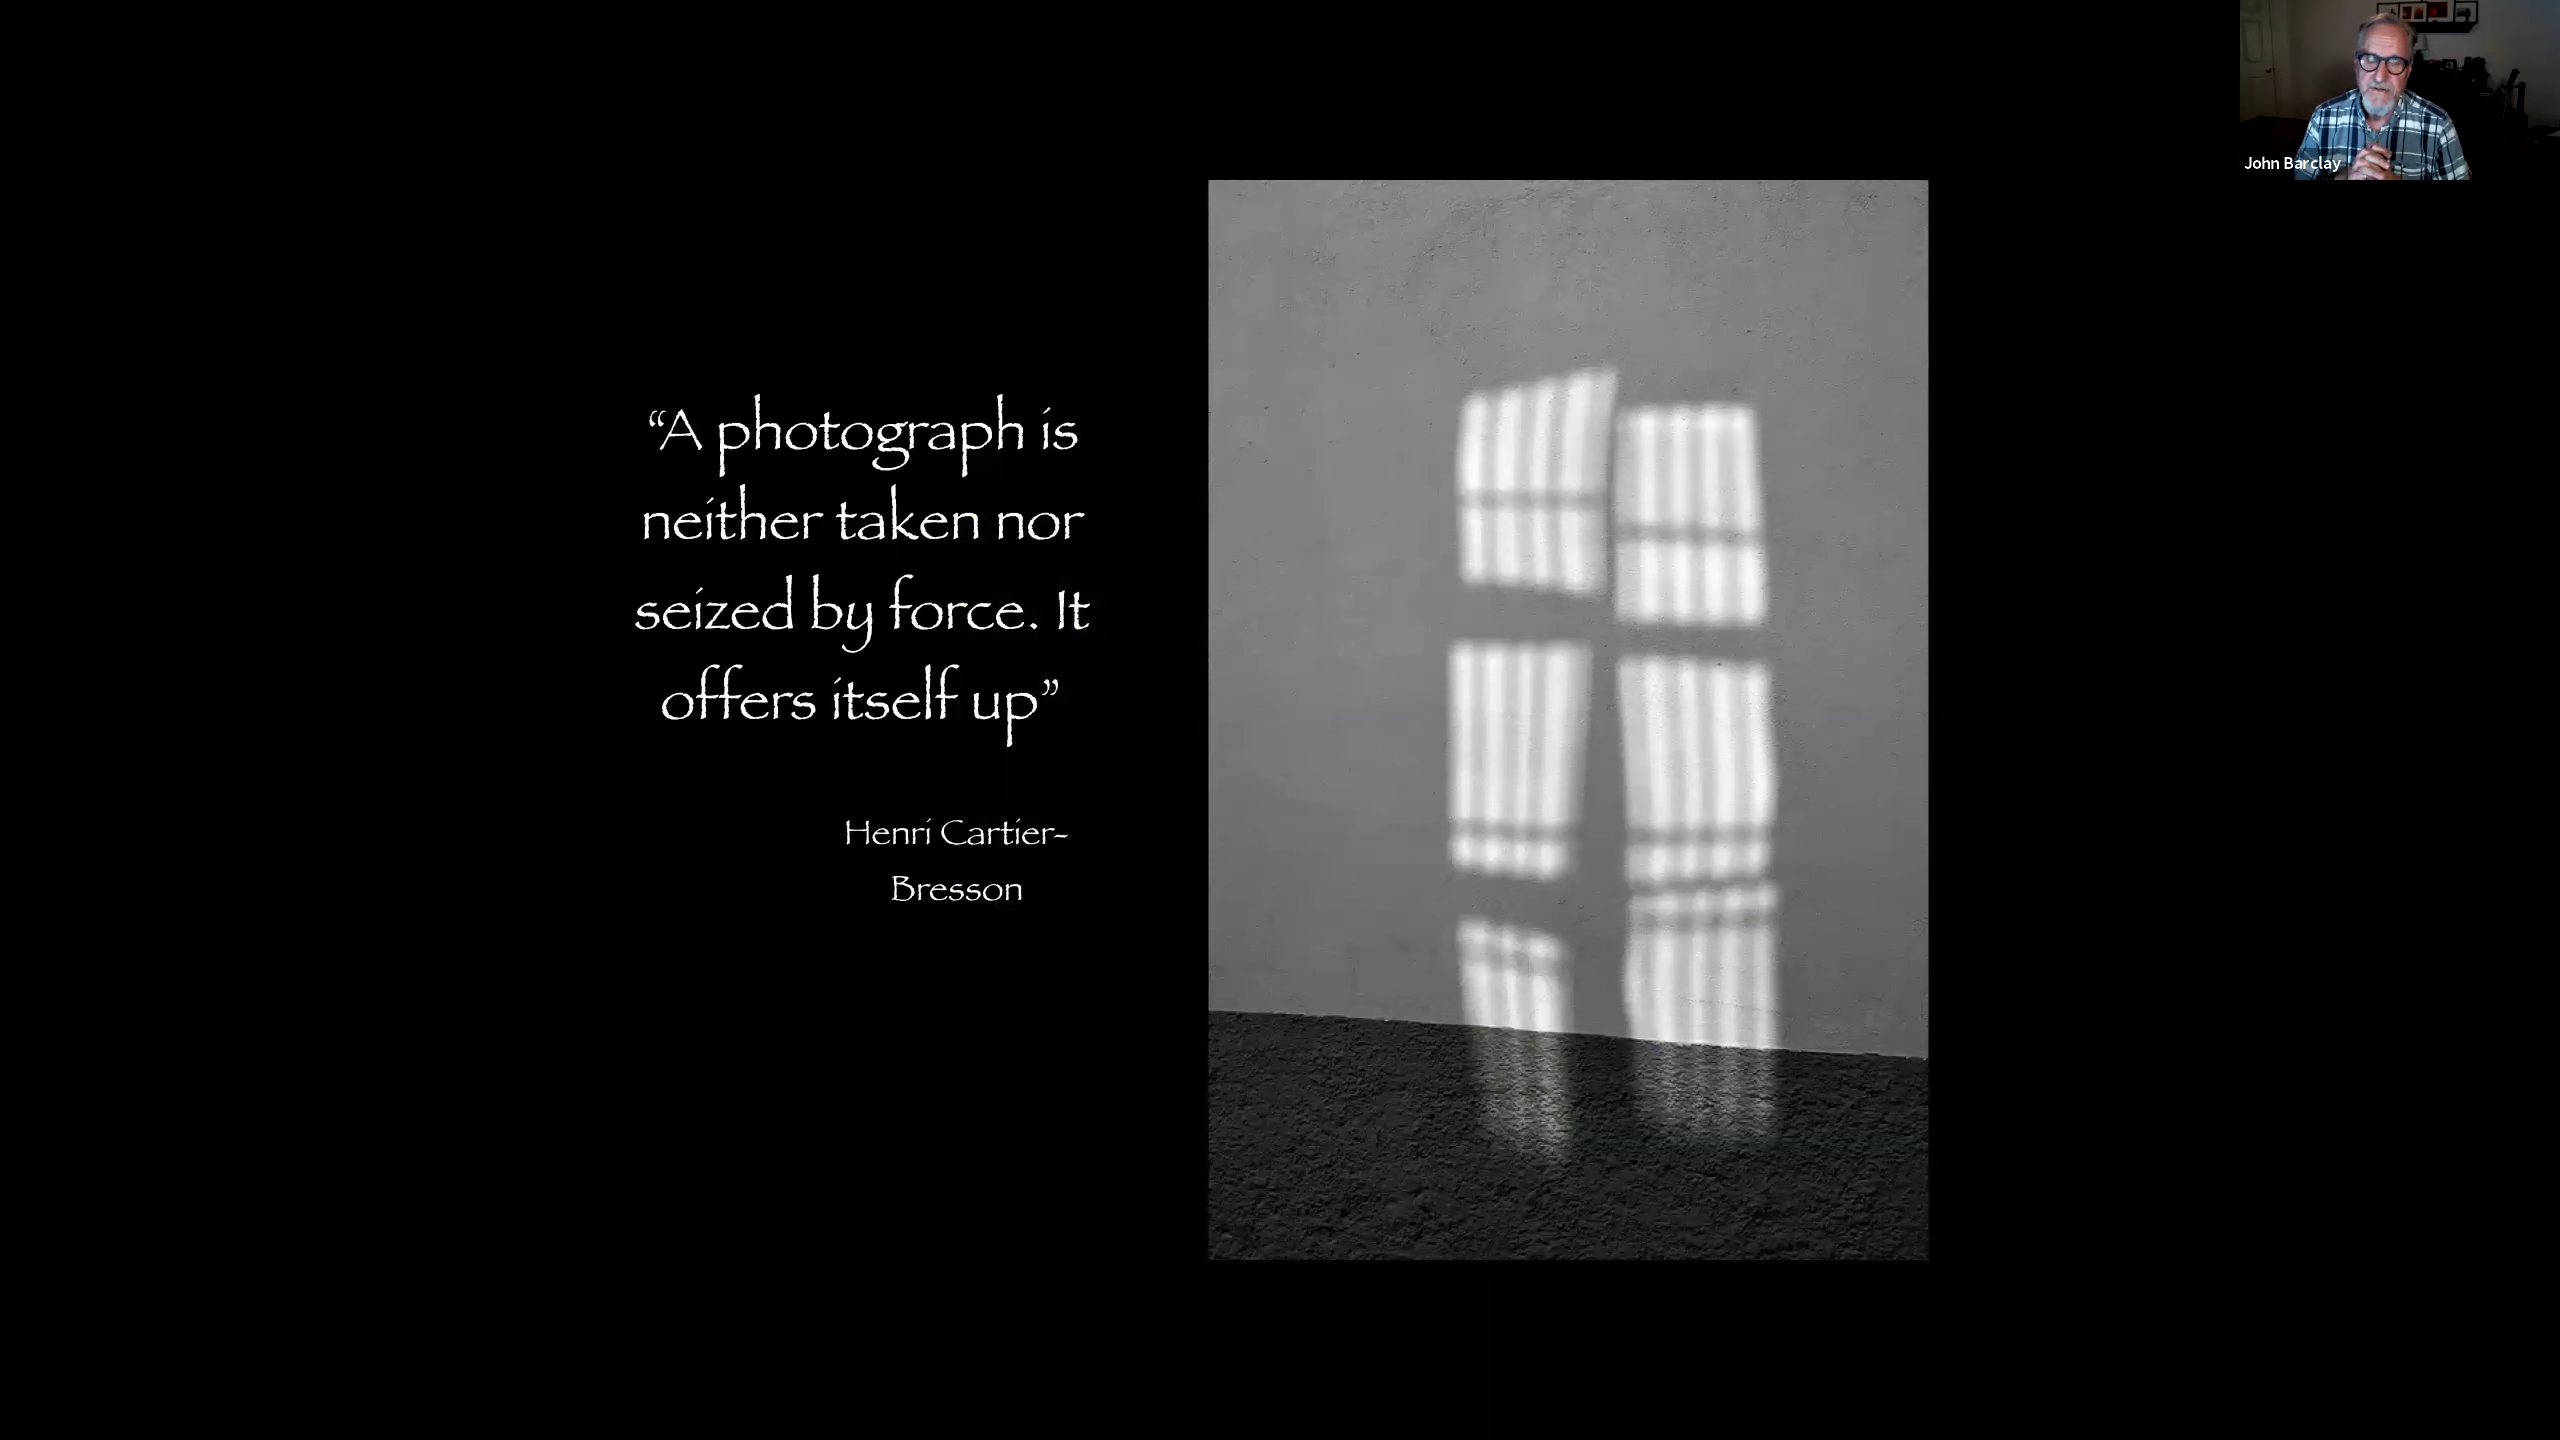 “A photograph is
neither taken nor
seized by force. It
offers itself up”
Henri Cartier-
Bresson
John Barclay